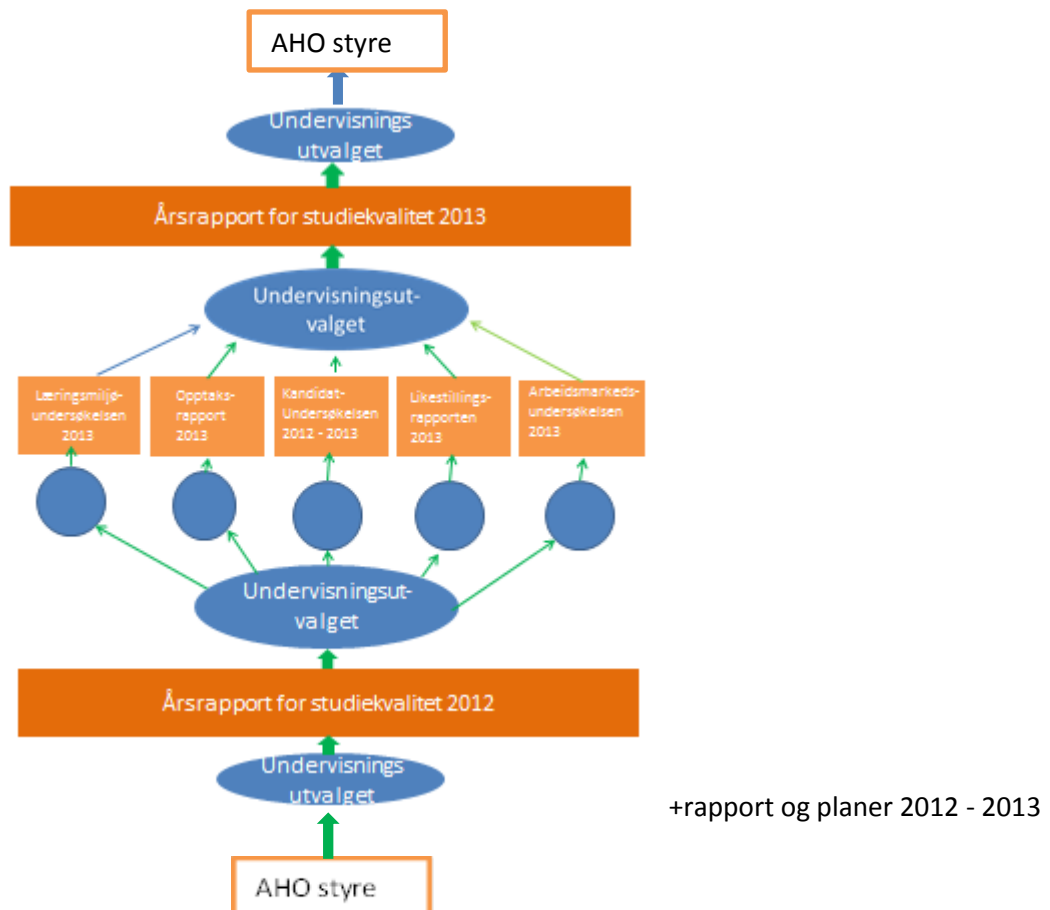 AHO styre
Undervisnings
utvalget
Årsrapport for studiekvalitet 2013
Undervisningsut-
valget
Læringsmiljø-
undersøkelsen
2013
Opptaks-
rapport
2013
Kandidat-
Undersøkelsen
2012 - 2013
Likestillings-
rapporten
2013
Arbeidsmarkeds-
undersøkelsen
2013
Undervisningsut-
valget
Årsrapport for studiekvalitet 2012
Undervisnings
utvalget
+rapport og planer 2012 - 2013
AHO styre